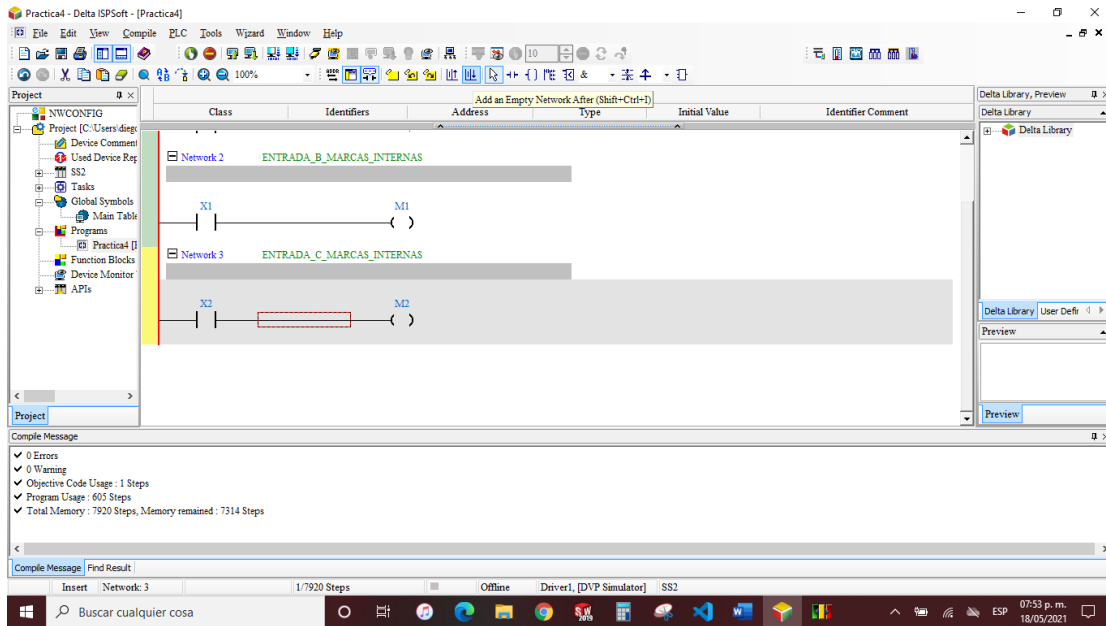 Practica4 - Delta ISPSoft - [Practica4]
File Edit View Compile PLC Tools Wizard Window Help
10
100%
&
Add an Empty Network After (Shift+Ctrl+I)
Project
NWCONFIG
Project [C:\Users\diego
Device Comment
Used Device Rep
SS2
Tasks
Global Symbols
Main Table
Programs
Practica4 [P
Function Blocks
Device Monitor
APIs
Project
Class Identifiers Address Type Initial Value Identifier Comment
Network 2 ENTRADA_B_MARCAS_INTERNAS
X1 M1
Network 3 ENTRADA_C_MARCAS_INTERNAS
X2 M2
Delta Library, Preview
Delta Library
Delta Library
Delta Library User Defir
Preview
Preview
Compile Message
0 Errors
0 Warning
Objective Code Usage : 1 Steps
Program Usage : 605 Steps
Total Memory : 7920 Steps, Memory remained : 7314 Steps
Compile Message Find Result
Insert Network: 3 1/7920 Steps Offline Driver1, [DVP Simulator] SS2
Buscar cualquier cosa
ESP
07:53 p. m.
18/05/2021